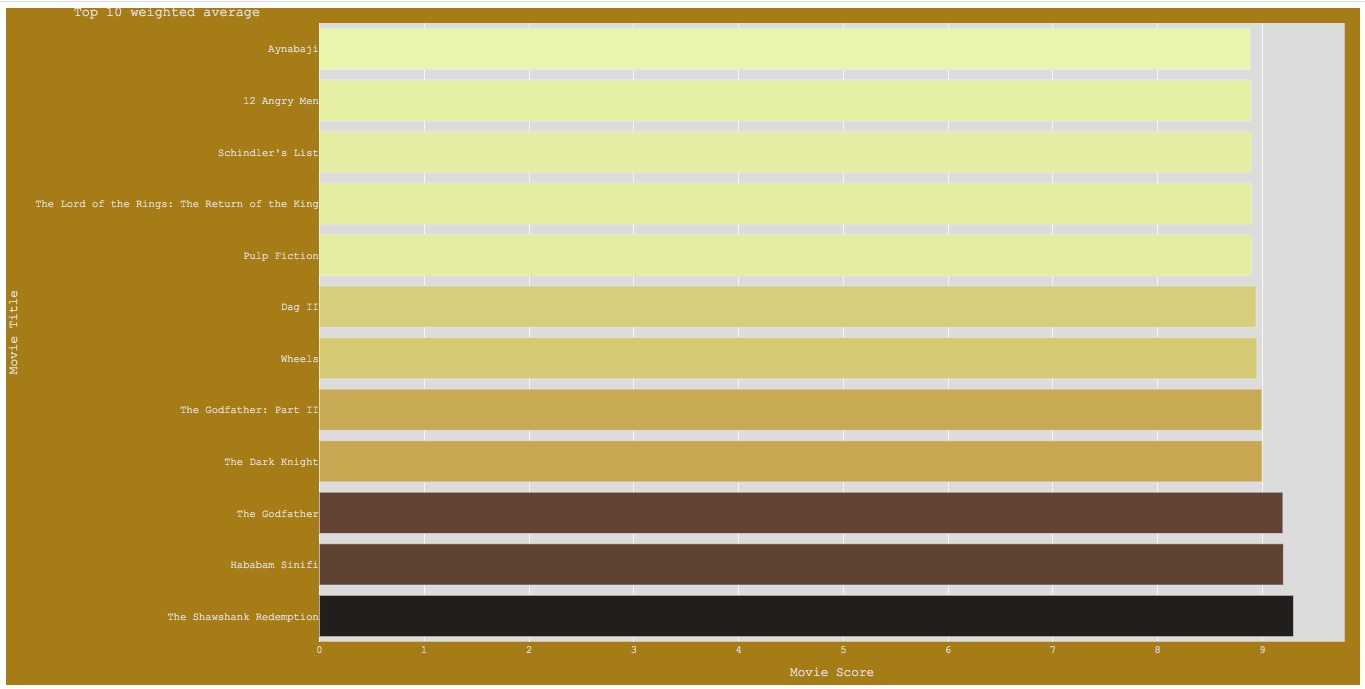 Top 10 weighted average
Aynabaji
12 Angry Men
Schindler's List
The Lord of the Rings: The Return of the King
Pulp Fiction
Dag II
Wheels
The Godfather: Part II
The Dark Knight
The Godfather
Hababam Sinifi
The Shawshank Redemption
Movie Title
0 1 2 3 4 5 6 7 8 9
Movie Score